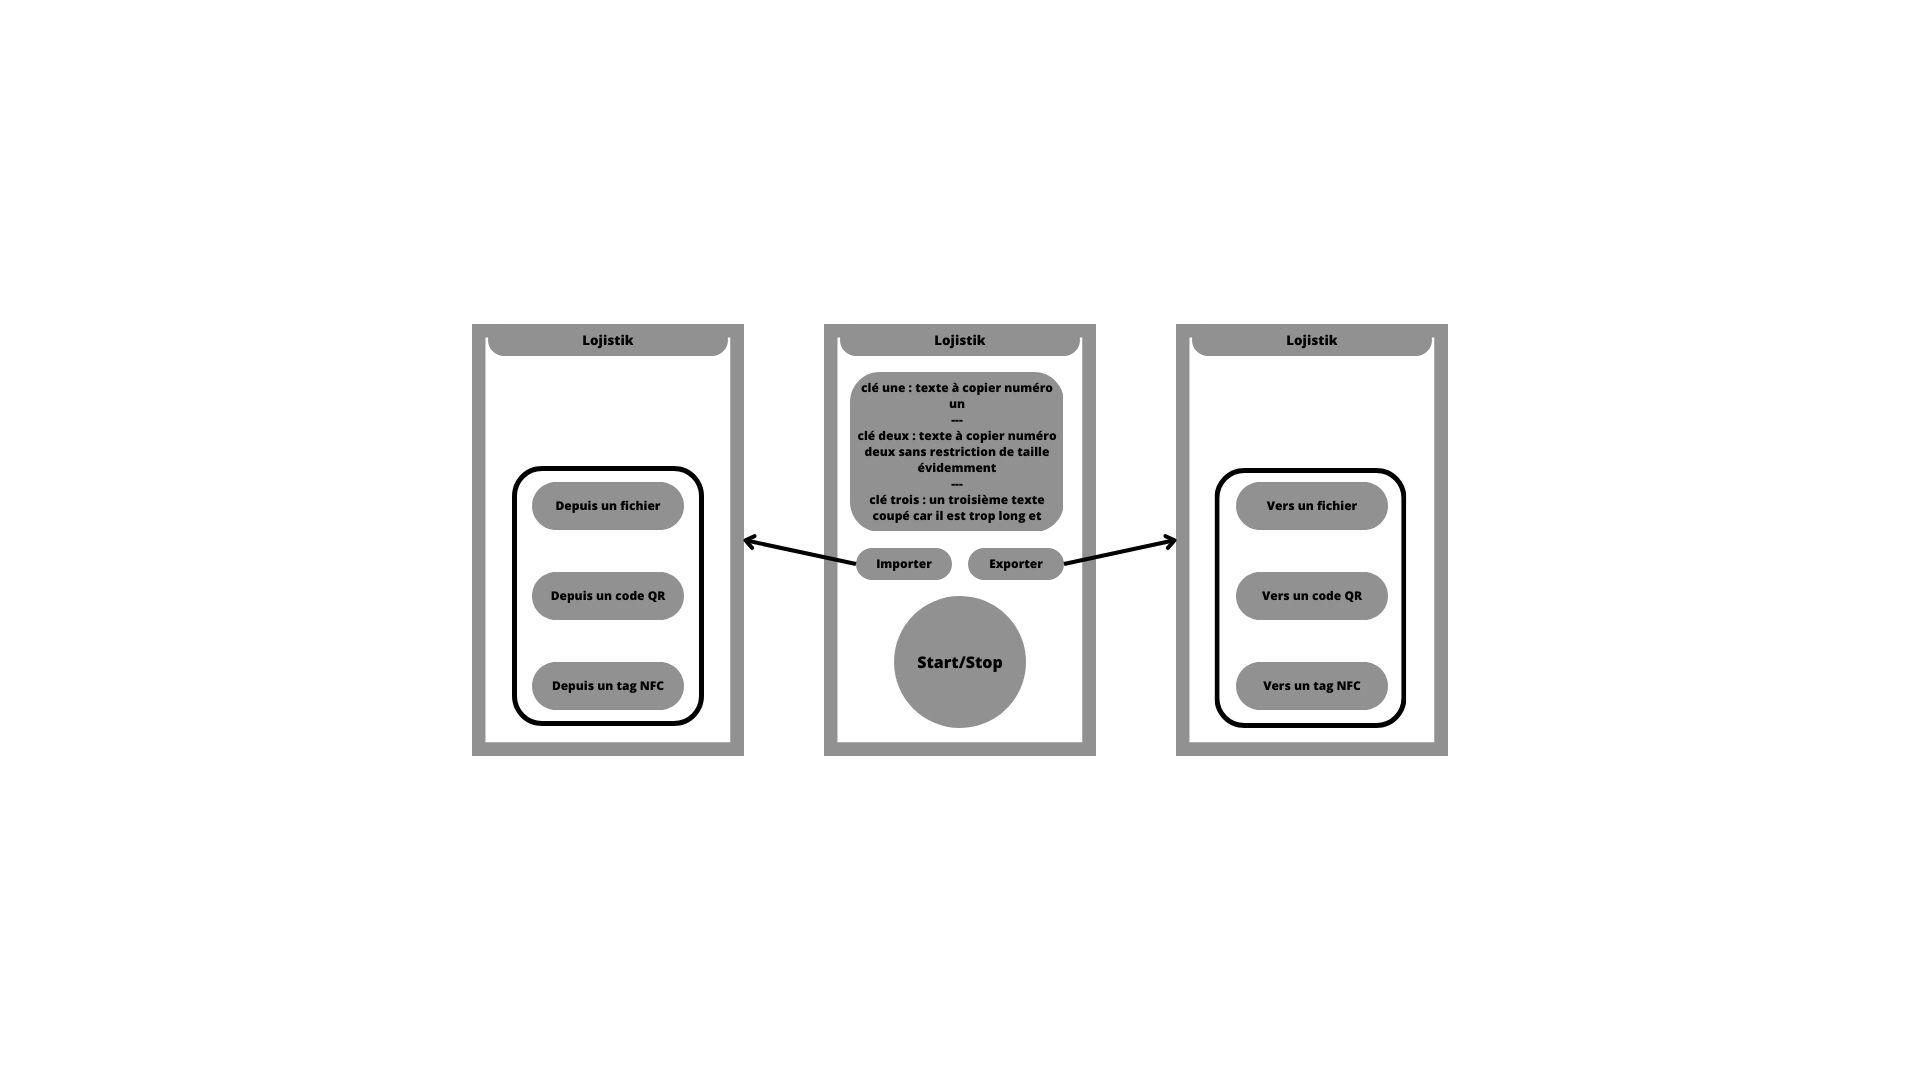 Lojistik
Depuis un fichier
Depuis un code QR
Depuis un tag NFC
Lojistik
clé une : texte à copier numéro
un
---
clé deux : texte à copier numéro
deux sans restriction de taille
évidemment
---
clé trois : un troisième texte
coupé car il est trop long et
Importer
Exporter
Start/Stop
Lojistik
Vers un fichier
Vers un code QR
Vers un tag NFC